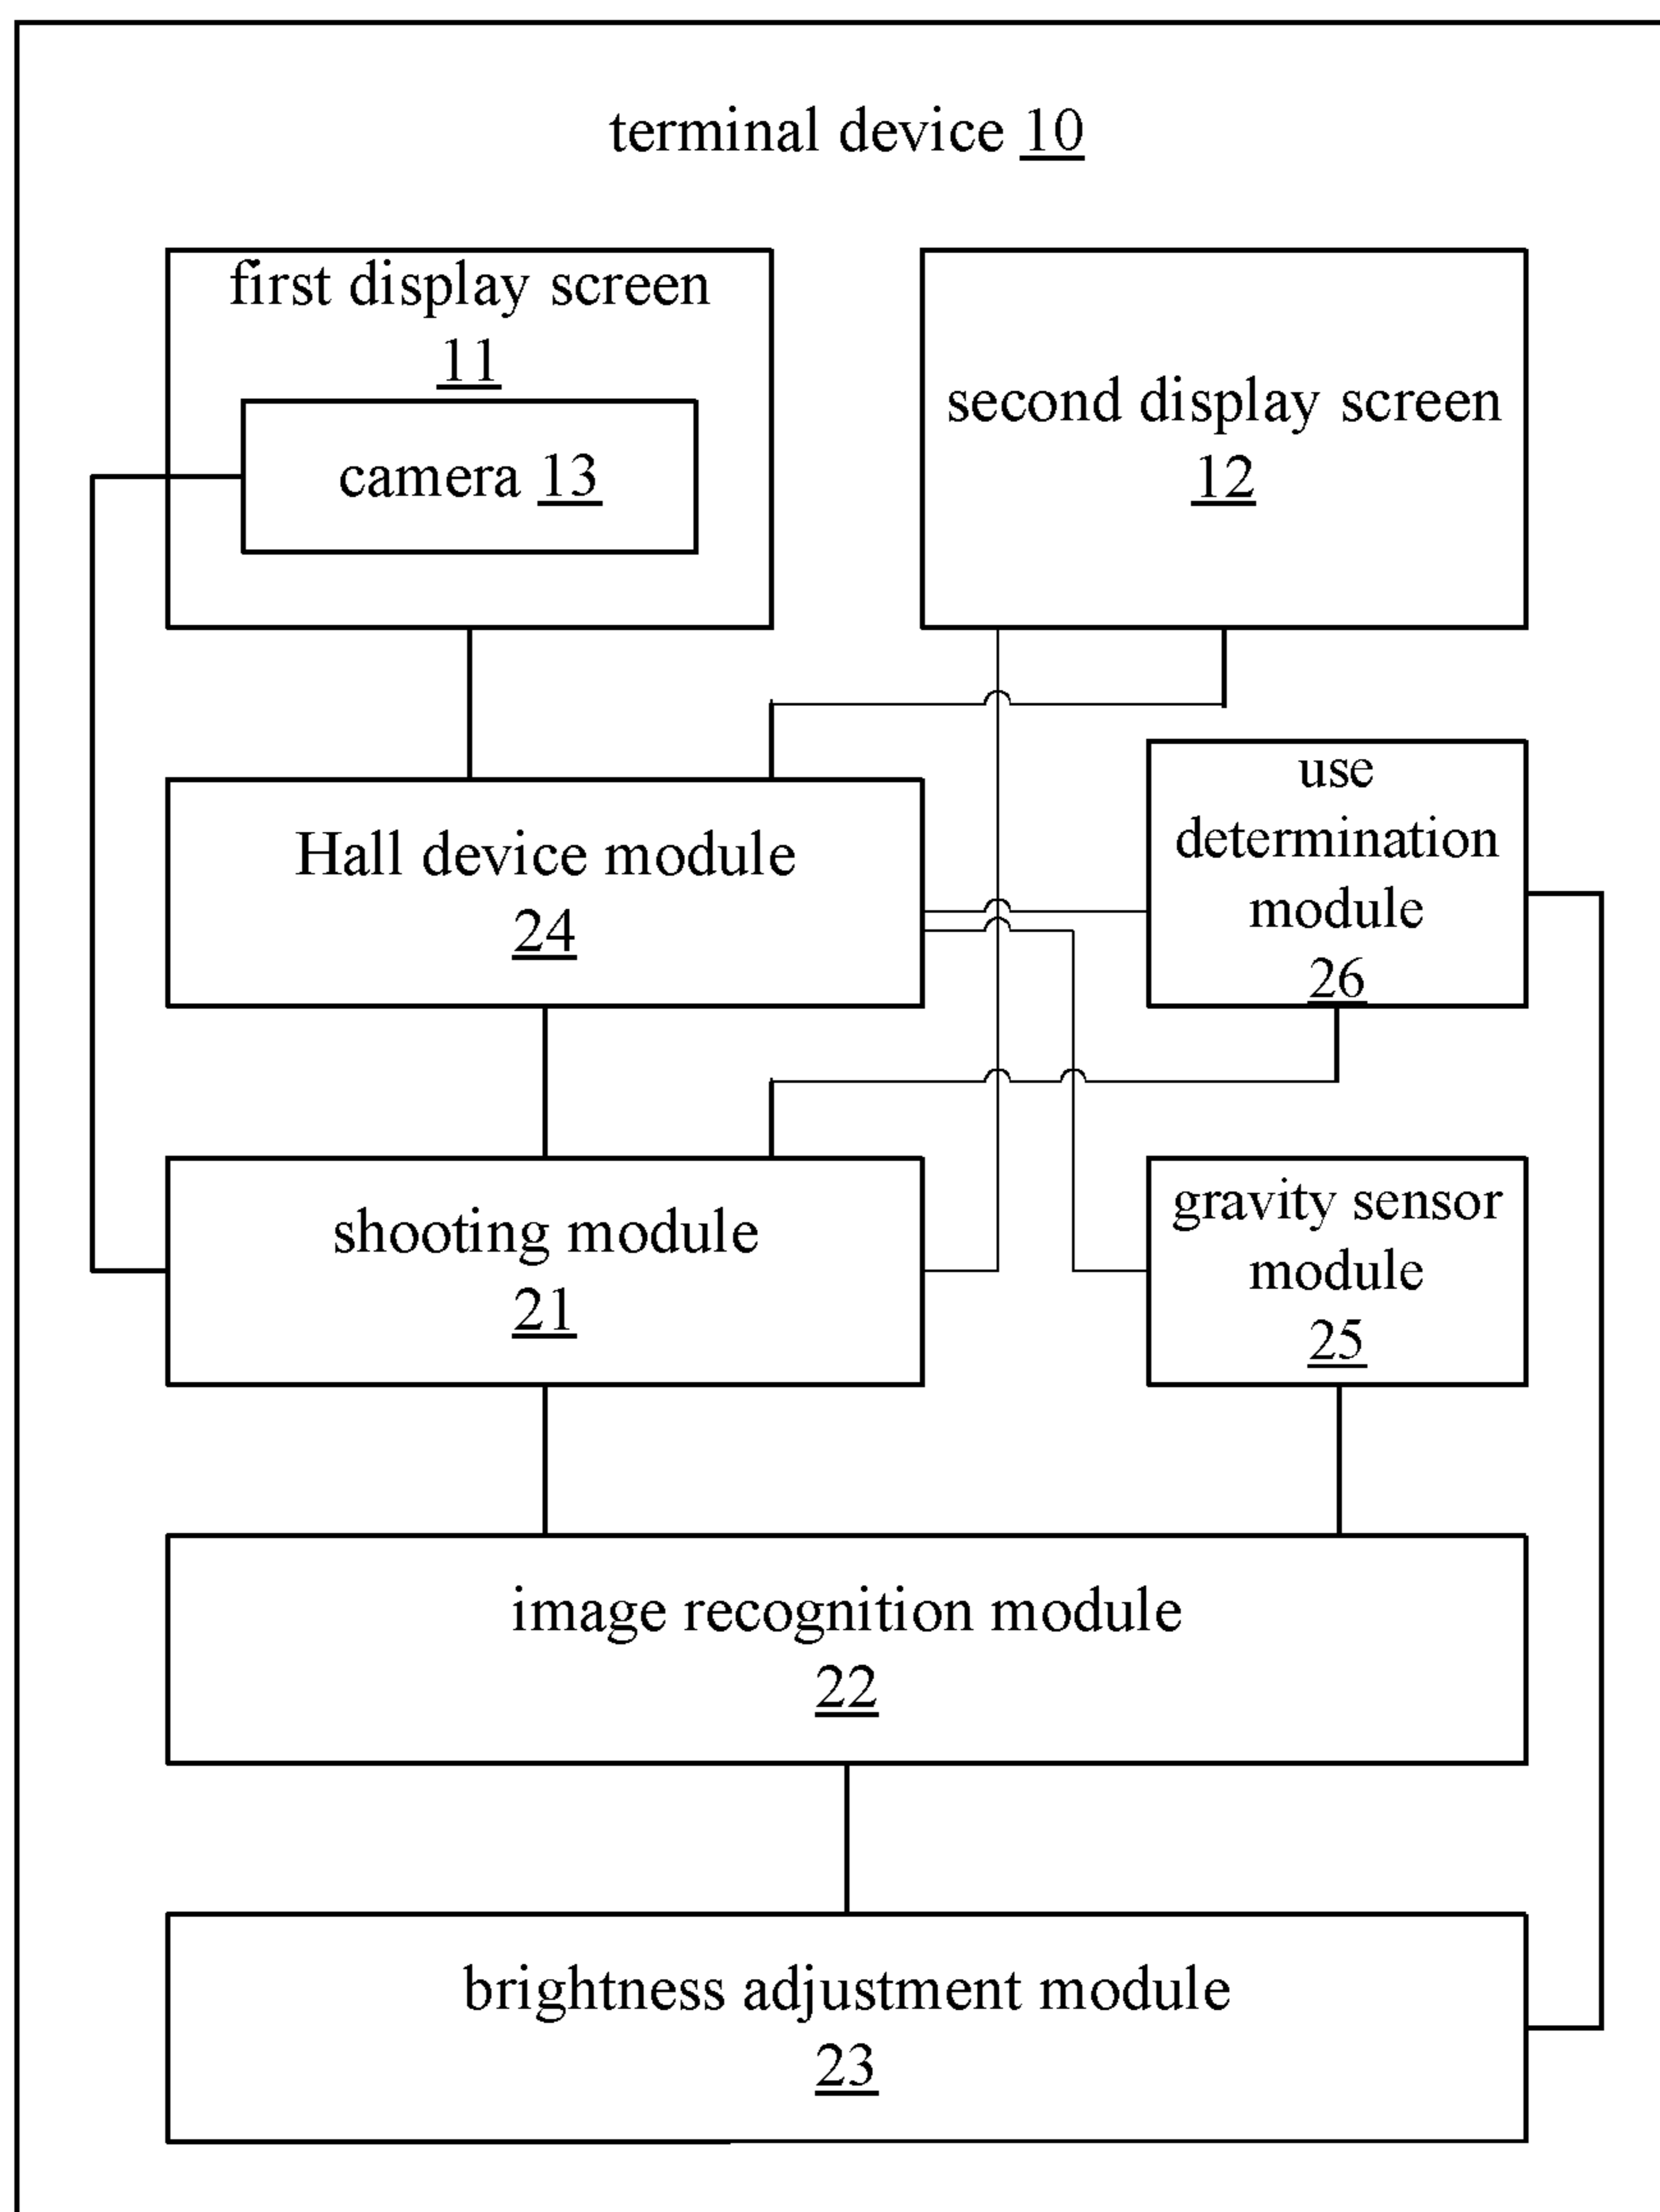 terminal device 10
first display screen
11
camera 13
second display screen
12
Hall device module
24
use
determination
module
26
shooting module
21
gravity sensor
module
25
image recognition module
22
brightness adjustment module
23